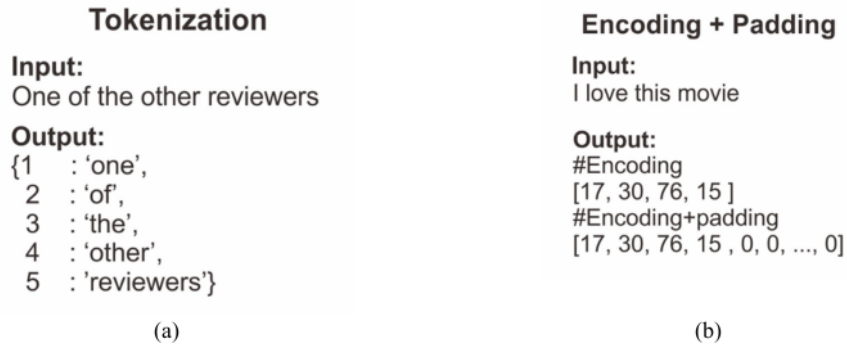 Tokenization
Input:
One of the other reviewers
Output:
{1 : ‘one’,
2 : ‘of’,
3 : ‘the’,
4 : ‘other’,
5 : ’reviewers’}
(a)
Encoding + Padding
Input:
I love this movie
Output:
#Encoding
[17, 30, 76, 15 ]
#Encoding+padding
[17, 30, 76, 15 , 0, 0, ..., 0]
(b)